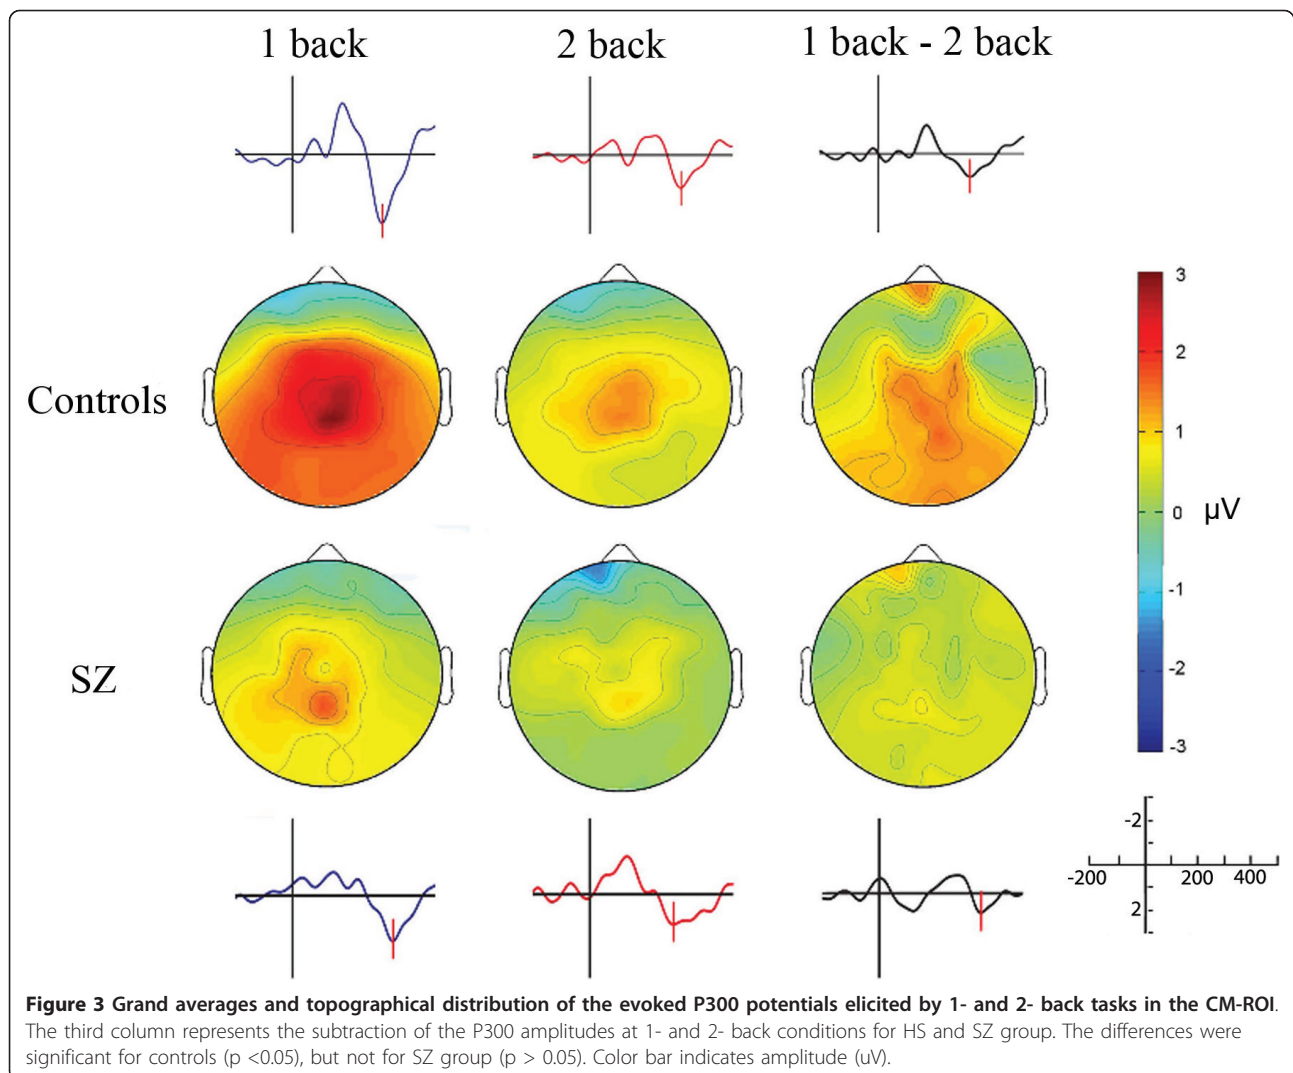 1 back
2 back
1 back - 2 back
Controls
3
2
1
0
-1
-2
-3
µV
SZ
-2
-200
200
400
2
Figure 3 Grand averages and topographical distribution of the evoked P300 potentials elicited by 1- and 2- back tasks in the CM-ROI.
The third column represents the subtraction of the P300 amplitudes at 1- and 2- back conditions for HS and SZ group. The differences were
significant for controls (p <0.05), but not for SZ group (p > 0.05). Color bar indicates amplitude (uV).